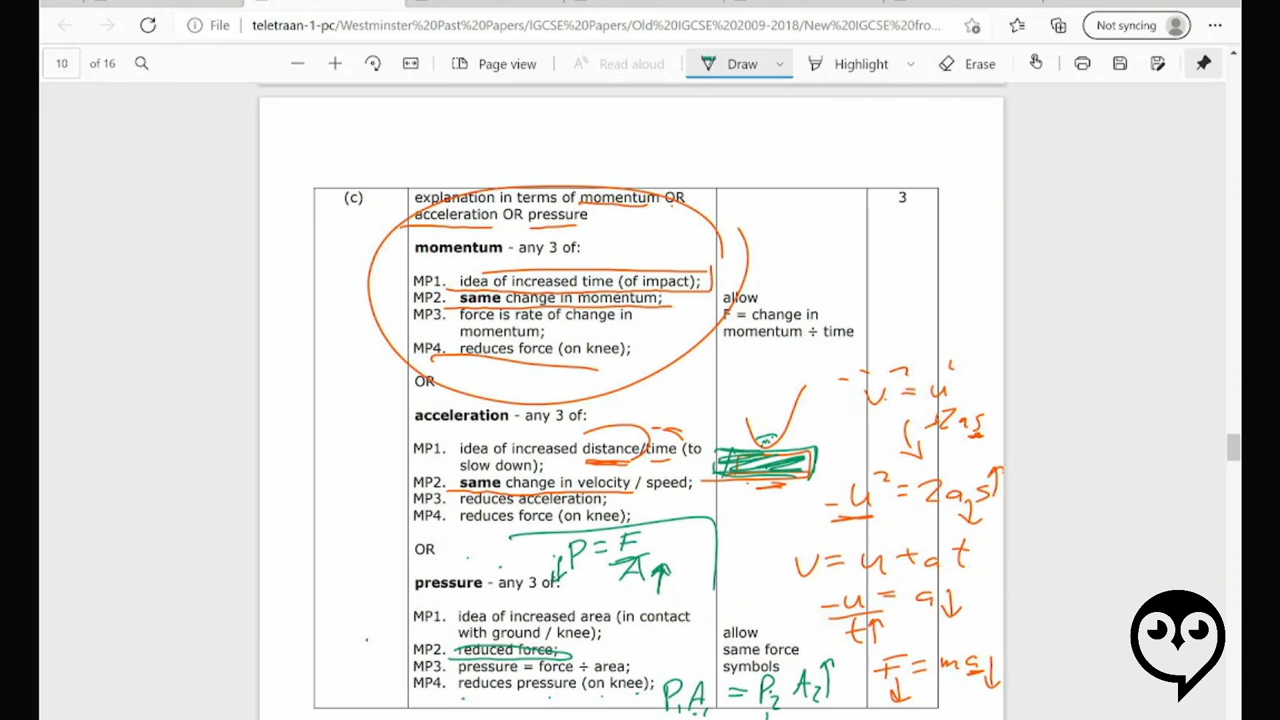 File
teletraan-1-pc/Westminster%20Past%20Papers/IGCSE%20Papers/Old%20IGCSE%202009-2018/New%20IGCSE%20fro...
Not syncing
10 of 16
Page view
Read aloud
Draw
Highlight
Erase
(c)
explanation in terms of momentum OR
acceleration OR pressure
3
momentum - any 3 of:
MP1. idea of increased time (of impact);
MP2. same change in momentum;
MP3. force is rate of change in
momentum;
MP4. reduces force (on knee);
allow
F = change in
momentum ÷ time
OR
acceleration - any 3 of:
MP1. idea of increased distance/time (to
slow down);
MP2. same change in velocity / speed;
MP3. reduces acceleration;
MP4. reduces force (on knee);
OR
P = F
A
pressure - any 3 of:
MP1. idea of increased area (in contact
with ground / knee);
MP2. reduced force;
MP3. pressure = force ÷ area;
MP4. reduces pressure (on knee);
allow
same force
symbols
P₁A₁ = P₂ A₂↑
-u² = 2as↑
v = u + at
-u = a↓
t↑
F = ma↓